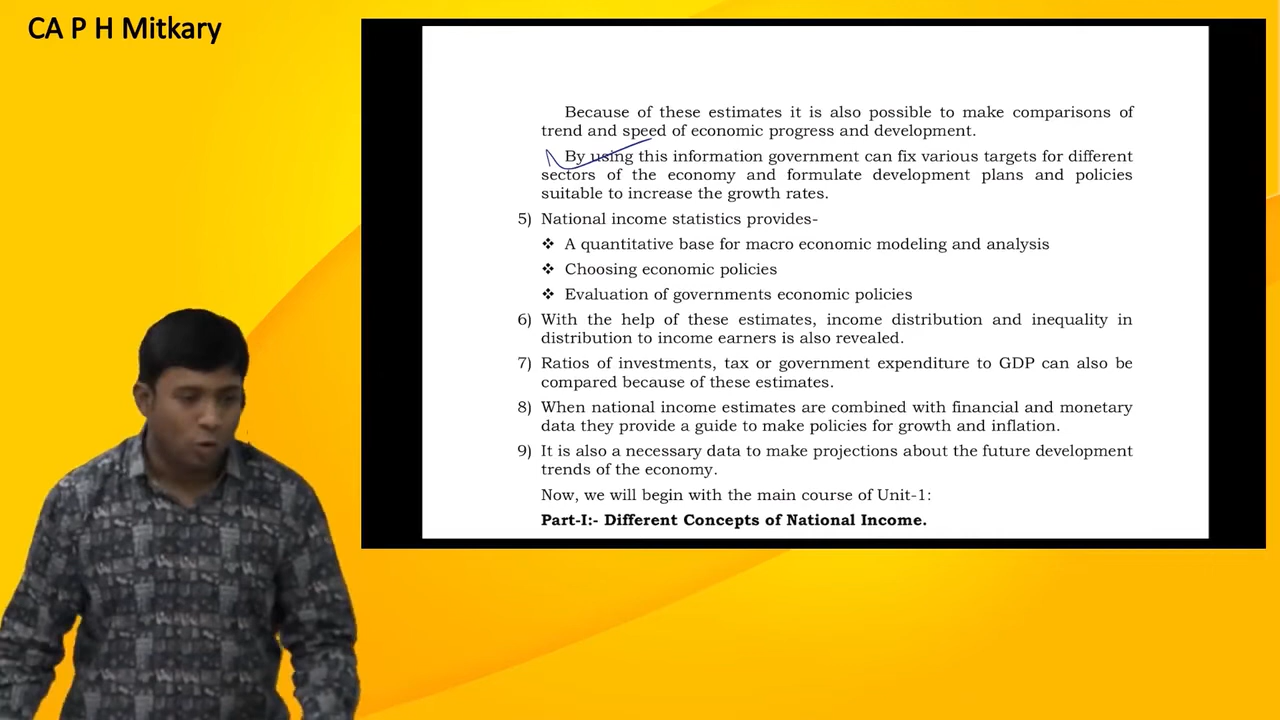 CA P H Mitkary
Because of these estimates it is also possible to make comparisons of
trend and speed of economic progress and development.
By using this information government can fix various targets for different
sectors of the economy and formulate development plans and policies
suitable to increase the growth rates.
5) National income statistics provides-
❖ A quantitative base for macro economic modeling and analysis
❖ Choosing economic policies
❖ Evaluation of governments economic policies
6) With the help of these estimates, income distribution and inequality in
distribution to income earners is also revealed.
7) Ratios of investments, tax or government expenditure to GDP can also be
compared because of these estimates.
8) When national income estimates are combined with financial and monetary
data they provide a guide to make policies for growth and inflation.
9) It is also a necessary data to make projections about the future development
trends of the economy.
Now, we will begin with the main course of Unit-1:
Part-I:- Different Concepts of National Income.